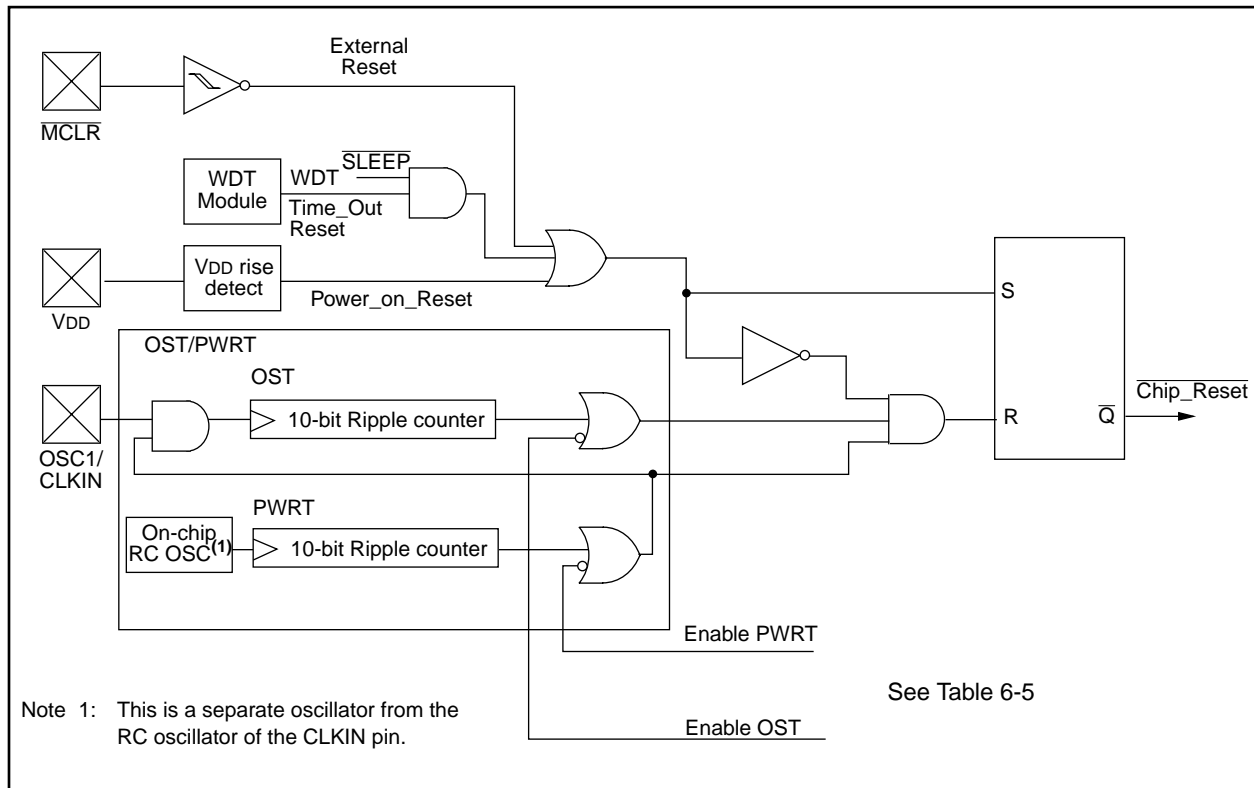 External
Reset
MCLR
SLEEP
WDT
Module
WDT
Time_Out
Reset
VDD rise
detect
Power_on_Reset
VDD
S
OST/PWRT
OST
10-bit Ripple counter
OSC1/
CLKIN
R
Q
Chip_Reset
PWRT
On-chip
RC OSC(1)
10-bit Ripple counter
Enable PWRT
See Table 6-5
Note 1: This is a separate oscillator from the
RC oscillator of the CLKIN pin.
Enable OST